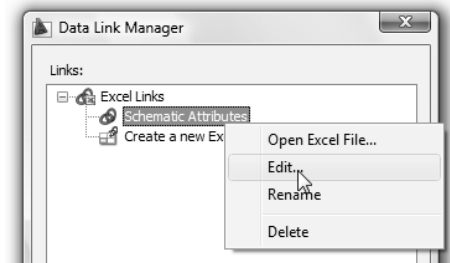 Data Link Manager
Links:
Excel Links
Schematic Attributes
Create a new Ex
Open Excel File...
Edit...
Rename
Delete